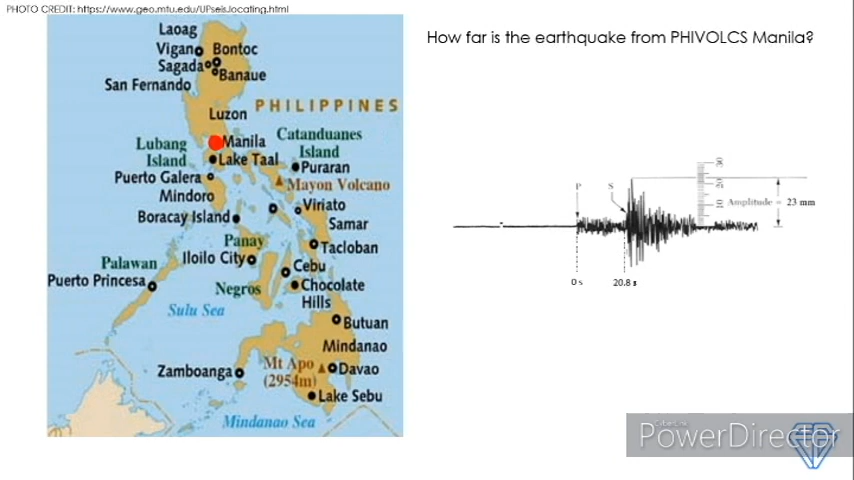 PHOTO CREDIT: https://www.geo.mtu.edu/UPseis/locating.html
How far is the earthquake from PHIVOLCS Manila?
Laoag
Vigan
Bontoc
Sagada
Banaue
San Fernando
PHILIPPINES
Luzon
Manila
Catanduanes
Island
Lubang
Island
Lake Taal
Puraran
Puerto Galera
Mayon Volcano
Mindoro
Viriato
Boracay Island
Samar
Panay
Tacloban
Palawan
Iloilo City
Cebu
Puerto Princesa
Negros
Chocolate
Hills
Sulu Sea
Butuan
Mindanao
Zamboanga
Mt Apo
(2954m)
Davao
Lake Sebu
Mindanao Sea
P
S
30
20
10
Amplitude = 23 mm
0 s
20.8 s
PowerDirector